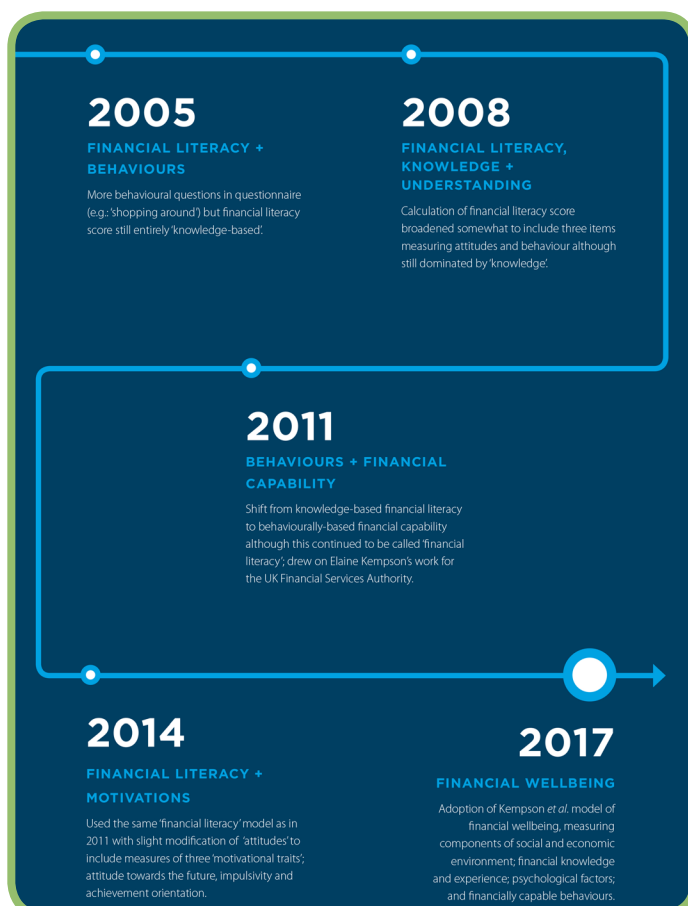 2005
FINANCIAL LITERACY +
BEHAVIOURS
More behavioural questions in questionnaire
(e.g.: ‘shopping around’) but financial literacy
score still entirely ‘knowledge-based’.
2008
FINANCIAL LITERACY,
KNOWLEDGE +
UNDERSTANDING
Calculation of financial literacy score
broadened somewhat to include three items
measuring attitudes and behaviour although
still dominated by ‘knowledge’.
2011
BEHAVIOURS + FINANCIAL
CAPABILITY
Shift from knowledge-based financial literacy
to behaviourally-based financial capability
although this continued to be called ‘financial
literacy’; drew on Elaine Kempson’s work for
the UK Financial Services Authority.
2014
FINANCIAL LITERACY +
MOTIVATIONS
Used the same ‘financial literacy’ model as in
2011 with slight modification of ‘attitudes’ to
include measures of three ‘motivational traits’;
attitude towards the future, impulsivity and
achievement orientation.
2017
FINANCIAL WELLBEING
Adoption of Kempson et al. model of
financial wellbeing, measuring
components of social and economic
environment; financial knowledge
and experience; psychological factors;
and financially capable behaviours.